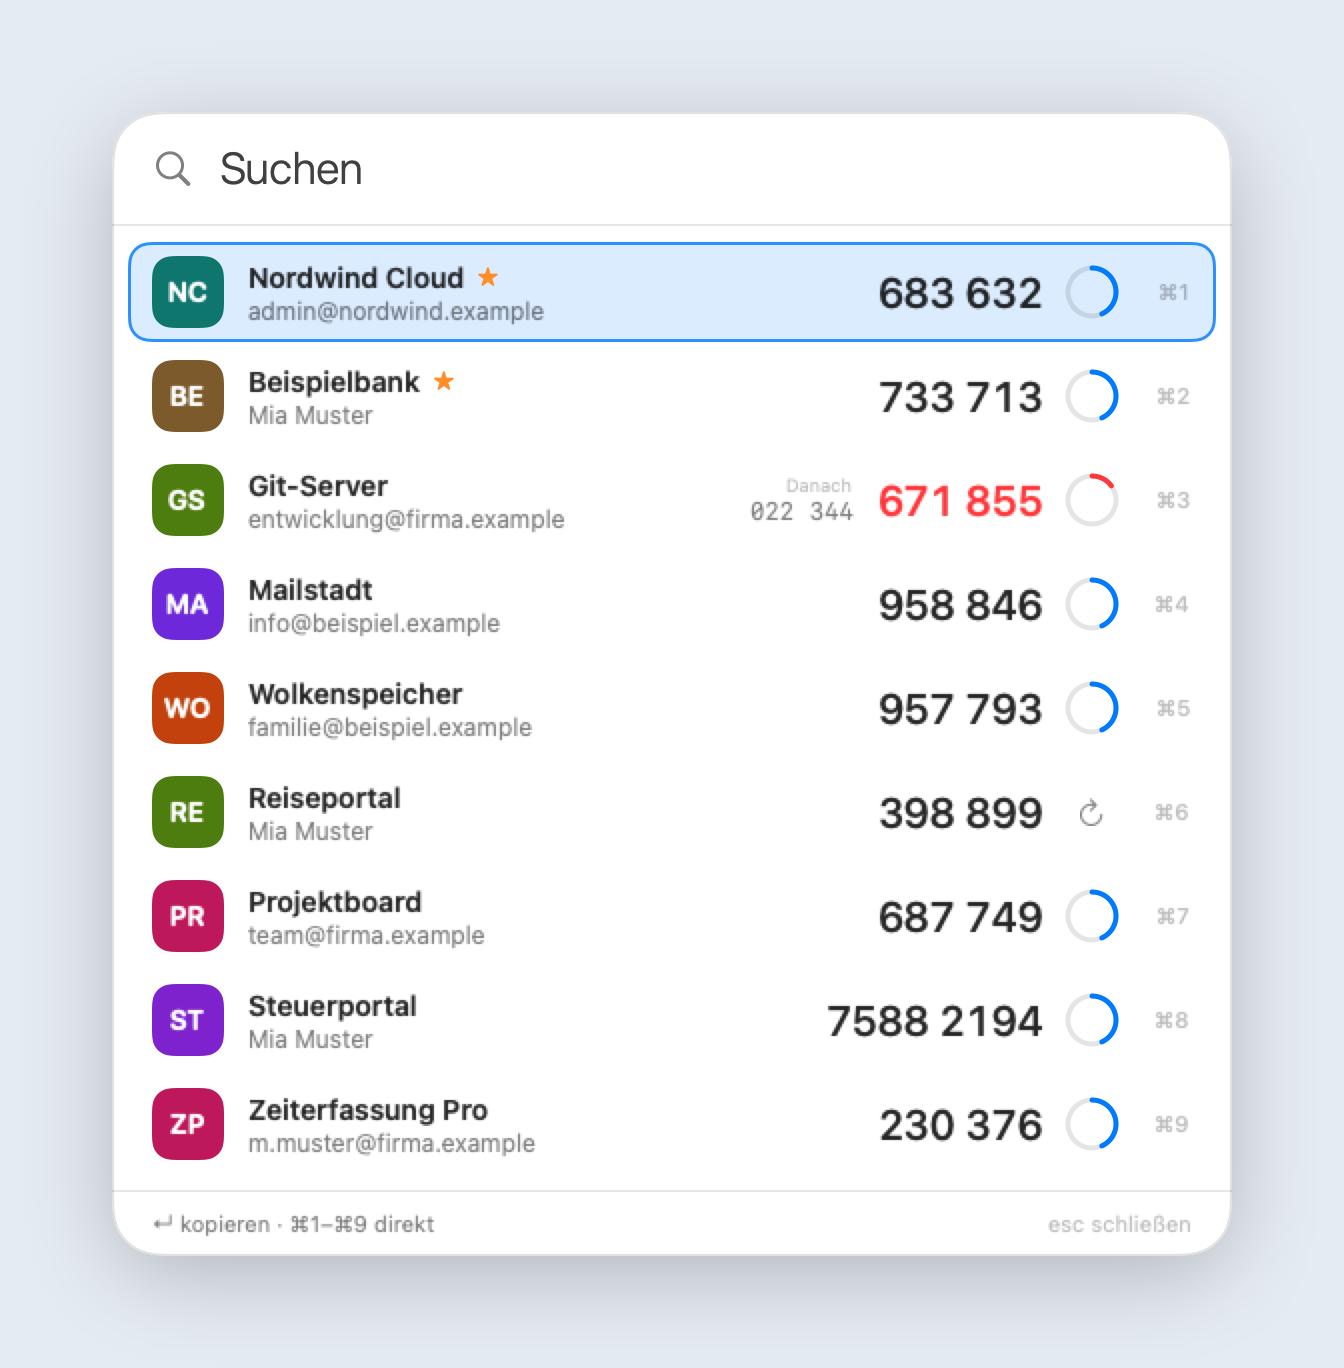 Suchen
NC Nordwind Cloud ★ 683 632 ⌘1
admin@nordwind.example
BE Beispielbank ★ 733 713 ⌘2
Mia Muster
GS Git-Server Danach 671 855 ⌘3
entwicklung@firma.example 022 344
MA Mailstadt 958 846 ⌘4
info@beispiel.example
WO Wolkenspeicher 957 793 ⌘5
familie@beispiel.example
RE Reiseportal 398 899 ⌘6
Mia Muster
PR Projektboard 687 749 ⌘7
team@firma.example
ST Steuerportal 7588 2194 ⌘8
Mia Muster
ZP Zeiterfassung Pro 230 376 ⌘9
m.muster@firma.example
↵ kopieren · ⌘1–⌘9 direkt esc schließen